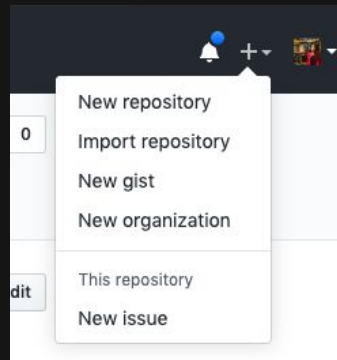 New repository
0
Import repository
New gist
New organization
This repository
dit
New issue